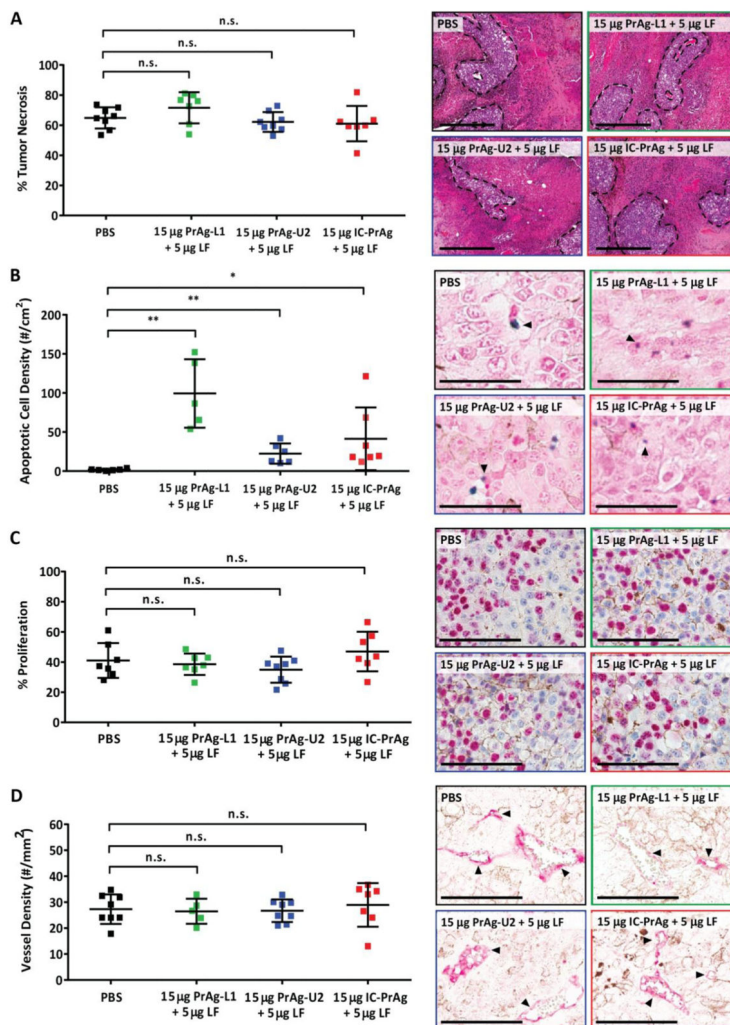 A
n.s.
n.s.
n.s.
% Tumor Necrosis
100
80
60
40
20
0
PBS
15 µg PrAg-L1
+ 5 µg LF
15 µg PrAg-U2
+ 5 µg LF
15 µg IC-PrAg
+ 5 µg LF
PBS
15 µg PrAg-L1 + 5 µg LF
15 µg PrAg-U2 + 5 µg LF
15 µg IC-PrAg + 5 µg LF
B
*
**
**
Apoptotic Cell Density (#/cm²)
200
150
100
50
0
PBS
15 µg PrAg-L1
+ 5 µg LF
15 µg PrAg-U2
+ 5 µg LF
15 µg IC-PrAg
+ 5 µg LF
PBS
15 µg PrAg-L1 + 5 µg LF
15 µg PrAg-U2 + 5 µg LF
15 µg IC-PrAg + 5 µg LF
C
n.s.
n.s.
n.s.
% Proliferation
100
80
60
40
20
0
PBS
15 µg PrAg-L1
+ 5 µg LF
15 µg PrAg-U2
+ 5 µg LF
15 µg IC-PrAg
+ 5 µg LF
PBS
15 µg PrAg-L1 + 5 µg LF
15 µg PrAg-U2 + 5 µg LF
15 µg IC-PrAg + 5 µg LF
D
n.s.
n.s.
n.s.
Vessel Density (#/mm²)
60
50
40
30
20
10
0
PBS
15 µg PrAg-L1
+ 5 µg LF
15 µg PrAg-U2
+ 5 µg LF
15 µg IC-PrAg
+ 5 µg LF
PBS
15 µg PrAg-L1 + 5 µg LF
15 µg PrAg-U2 + 5 µg LF
15 µg IC-PrAg + 5 µg LF